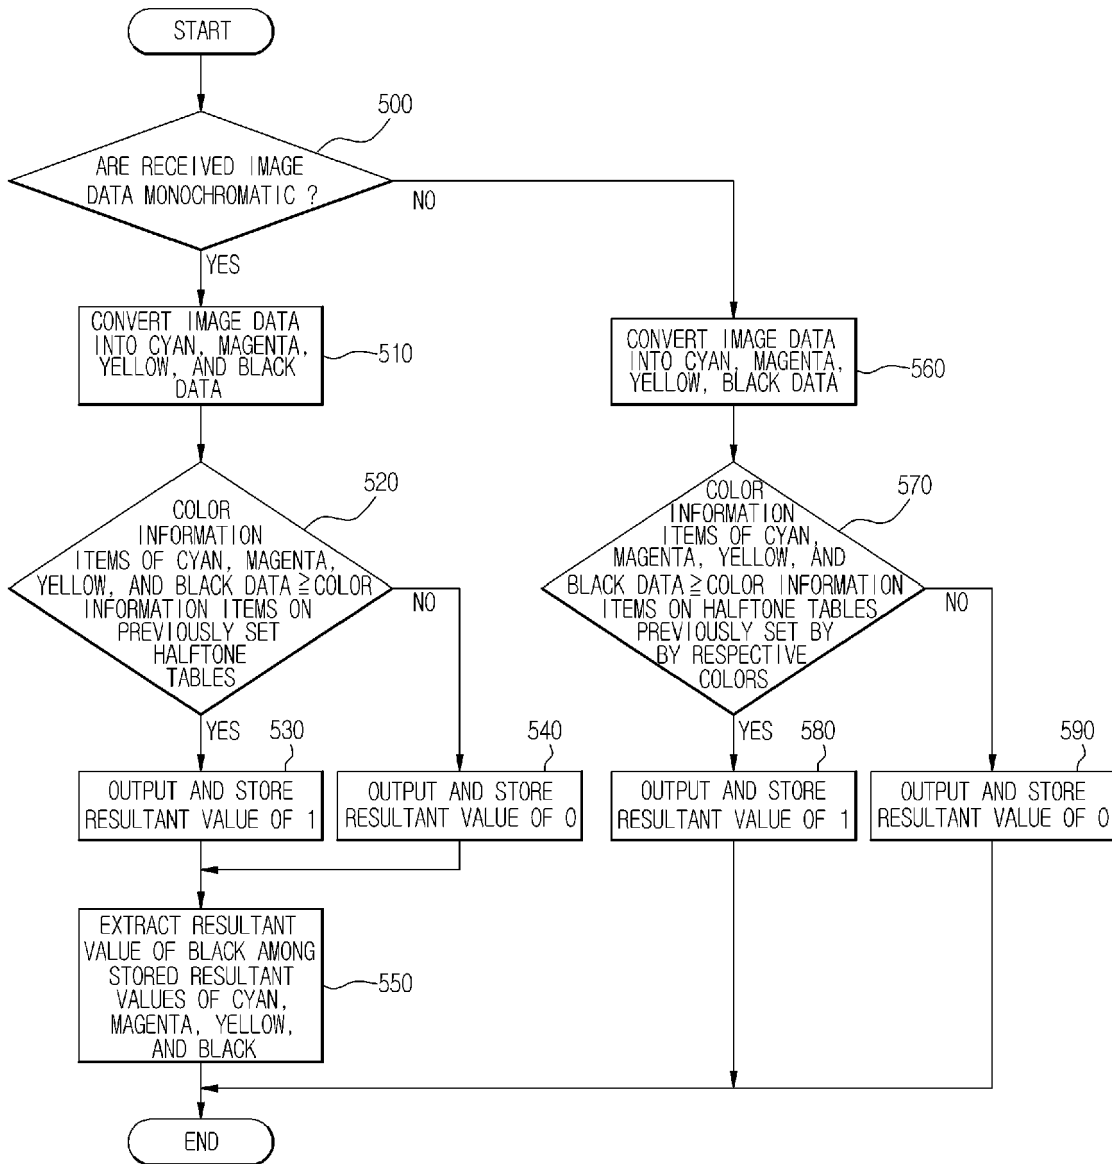 START
500
ARE RECEIVED IMAGE
DATA MONOCHROMATIC ?
NO
YES
CONVERT IMAGE DATA
INTO CYAN, MAGENTA,
YELLOW, AND BLACK
DATA
510
CONVERT IMAGE DATA
INTO CYAN, MAGENTA,
YELLOW, BLACK DATA
560
520
COLOR
INFORMATION
ITEMS OF CYAN, MAGENTA,
YELLOW, AND BLACK DATA ≧ COLOR
INFORMATION ITEMS ON
PREVIOUSLY SET
HALFTONE
TABLES
NO
YES
570
COLOR
INFORMATION
ITEMS OF CYAN,
MAGENTA, YELLOW, AND
BLACK DATA ≧ COLOR INFORMATION
ITEMS ON HALFTONE TABLES
PREVIOUSLY SET BY
BY RESPECTIVE
COLORS
NO
YES
530
OUTPUT AND STORE
RESULTANT VALUE OF 1
540
OUTPUT AND STORE
RESULTANT VALUE OF 0
580
OUTPUT AND STORE
RESULTANT VALUE OF 1
590
OUTPUT AND STORE
RESULTANT VALUE OF 0
EXTRACT RESULTANT
VALUE OF BLACK AMONG
STORED RESULTANT
VALUES OF CYAN,
MAGENTA, YELLOW,
AND BLACK
550
END